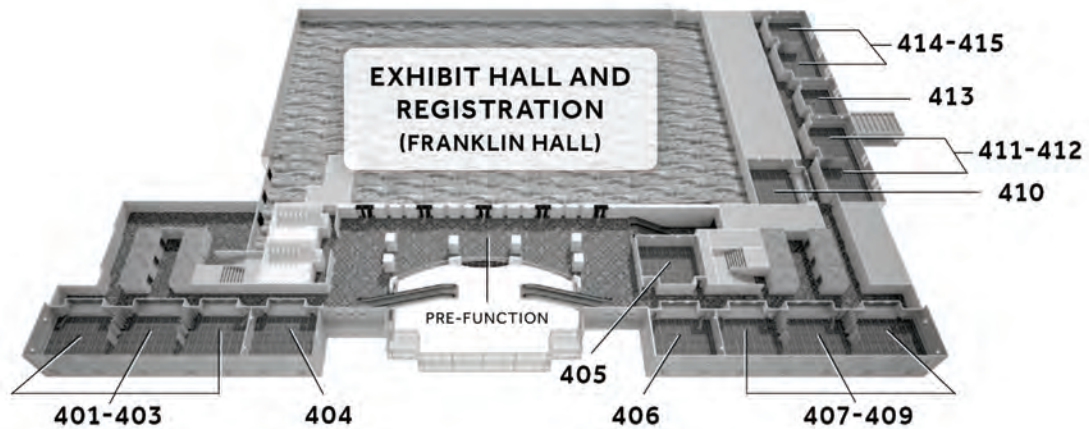 EXHIBIT HALL AND
REGISTRATION
(FRANKLIN HALL)
414-415
413
411-412
410
PRE-FUNCTION
405
401-403
404
406
407-409